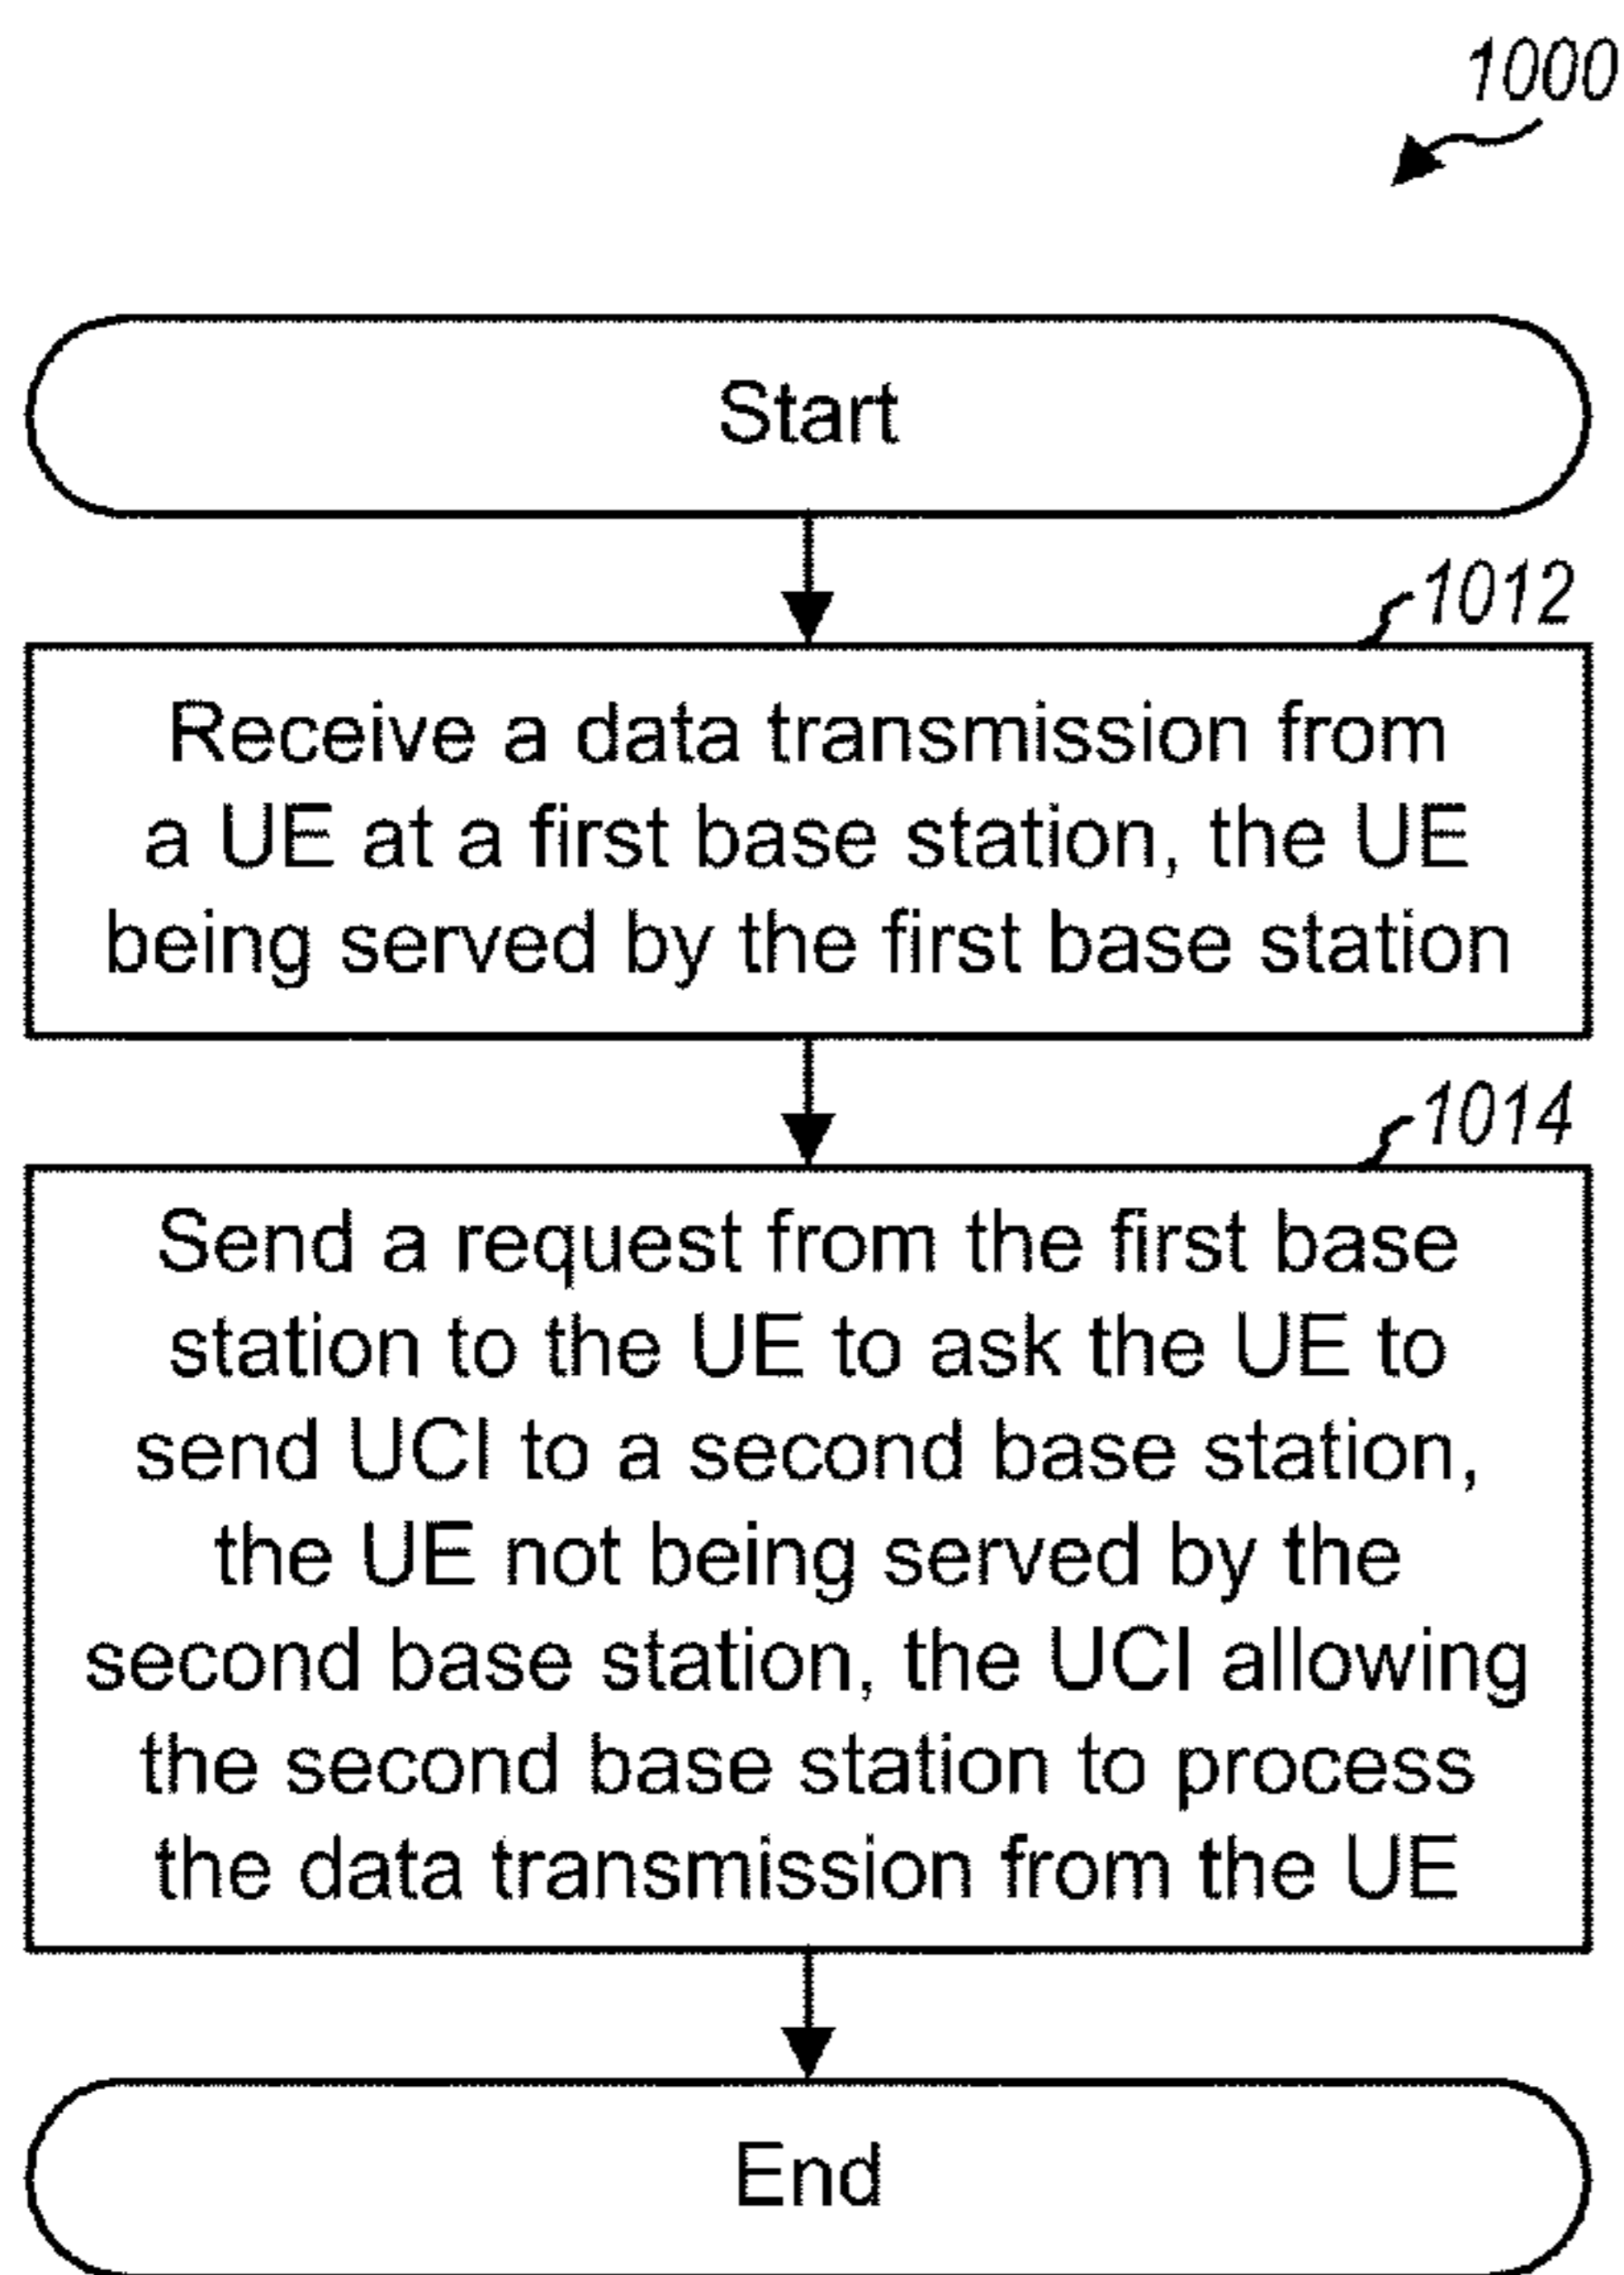 1000
Start
1012
Receive a data transmission from
a UE at a first base station, the UE
being served by the first base station
1014
Send a request from the first base
station to the UE to ask the UE to
send UCI to a second base station,
the UE not being served by the
second base station, the UCI allowing
the second base station to process
the data transmission from the UE
End